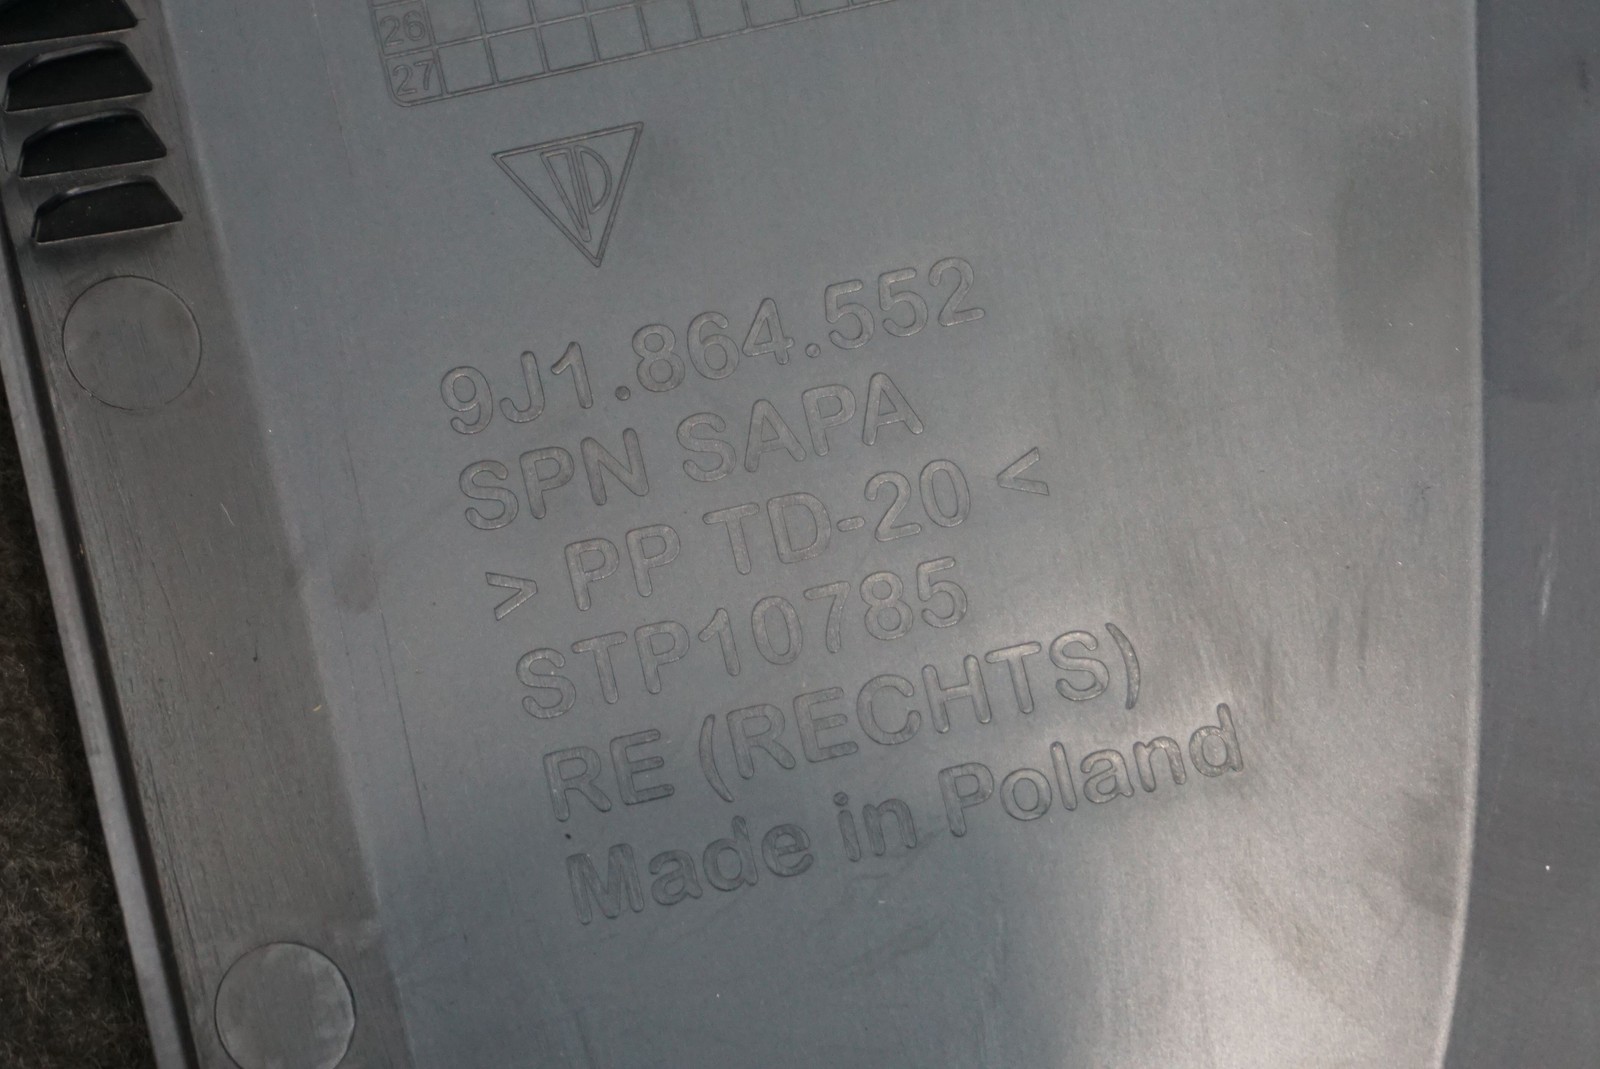 26
27
9J1.864.552
SPN SAPA
> PP TD-20 <
STP10785
RE (RECHTS)
Made in Poland